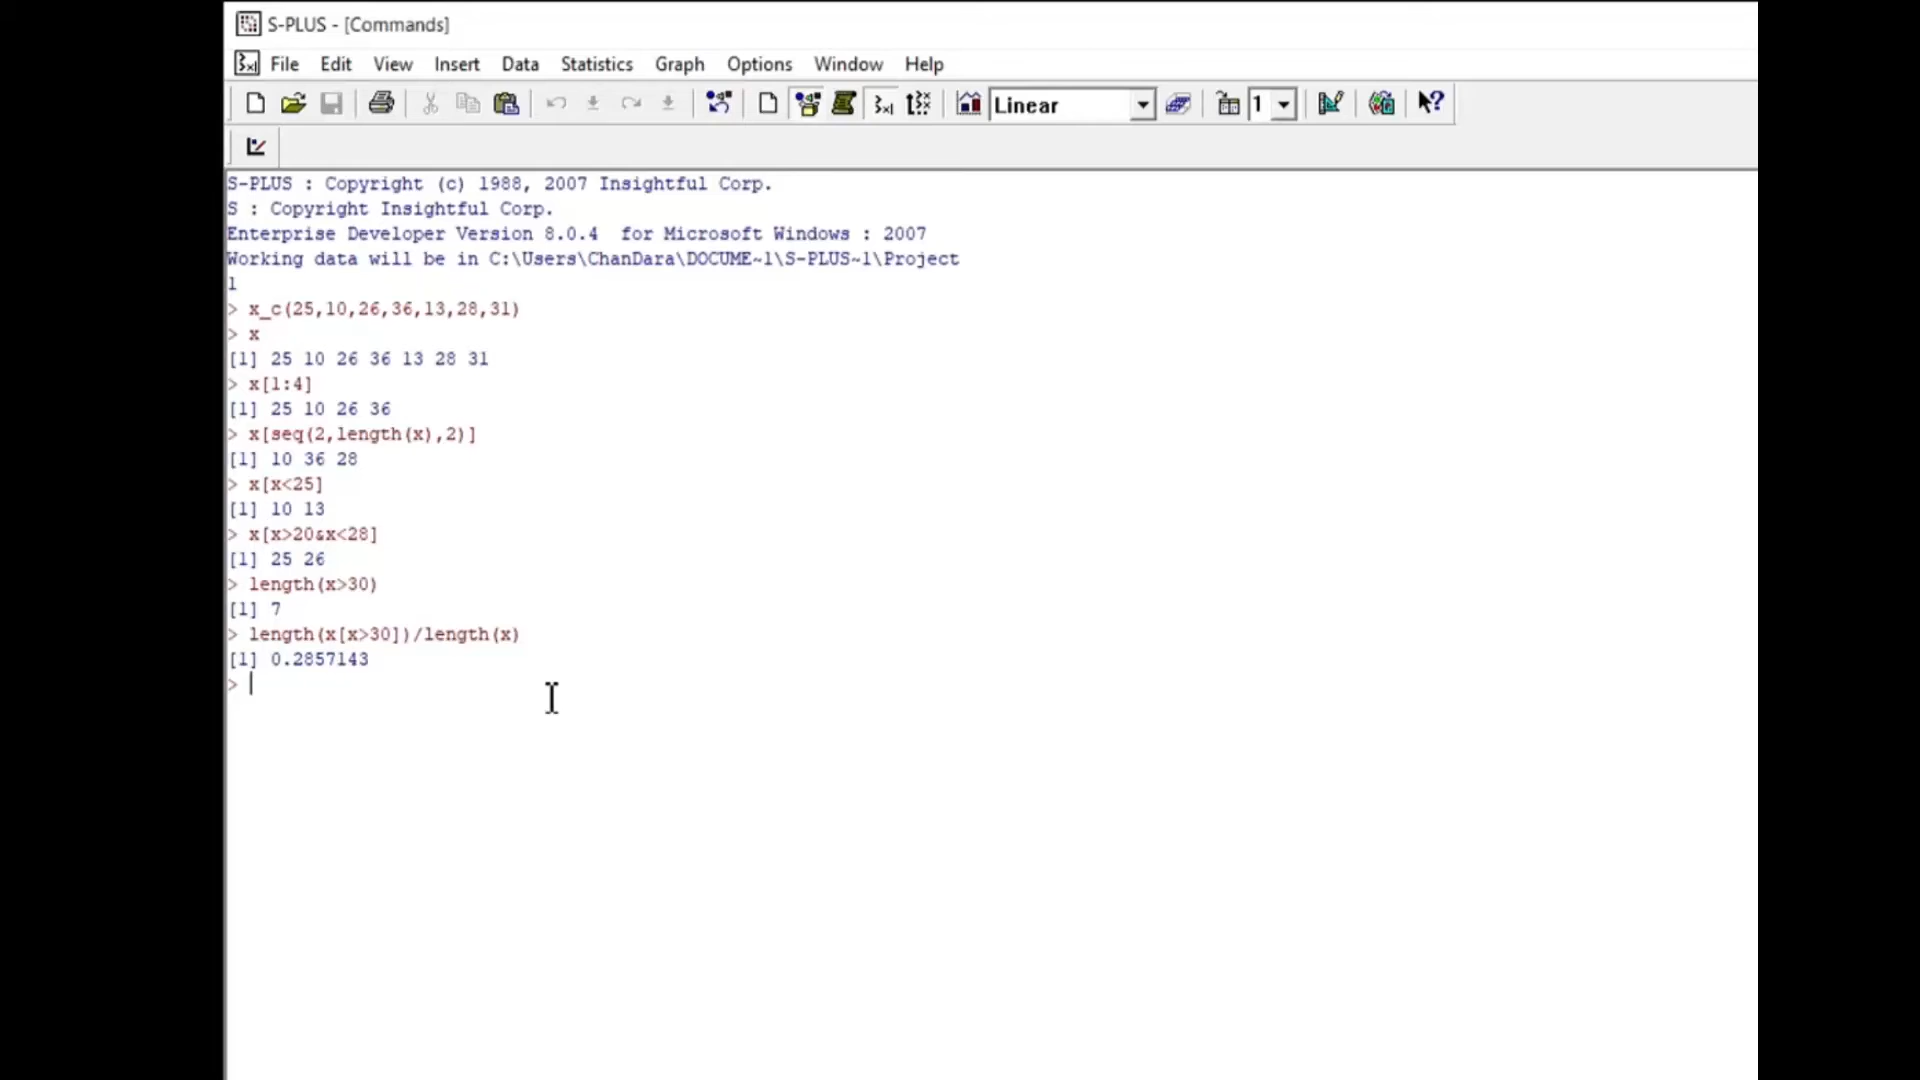 S-PLUS - [Commands]
File Edit View Insert Data Statistics Graph Options Window Help
Linear 1
S-PLUS : Copyright (c) 1988, 2007 Insightful Corp.
S : Copyright Insightful Corp.
Enterprise Developer Version 8.0.4  for Microsoft Windows : 2007
Working data will be in C:\Users\ChanDara\DOCUME~1\S-PLUS~1\Project
1
> x_c(25,10,26,36,13,28,31)
> x
[1] 25 10 26 36 13 28 31
> x[1:4]
[1] 25 10 26 36
> x[seq(2,length(x),2)]
[1] 10 36 28
> x[x<25]
[1] 10 13
> x[x>20&x<28]
[1] 25 26
> length(x>30)
[1] 7
> length(x[x>30])/length(x)
[1] 0.2857143
>